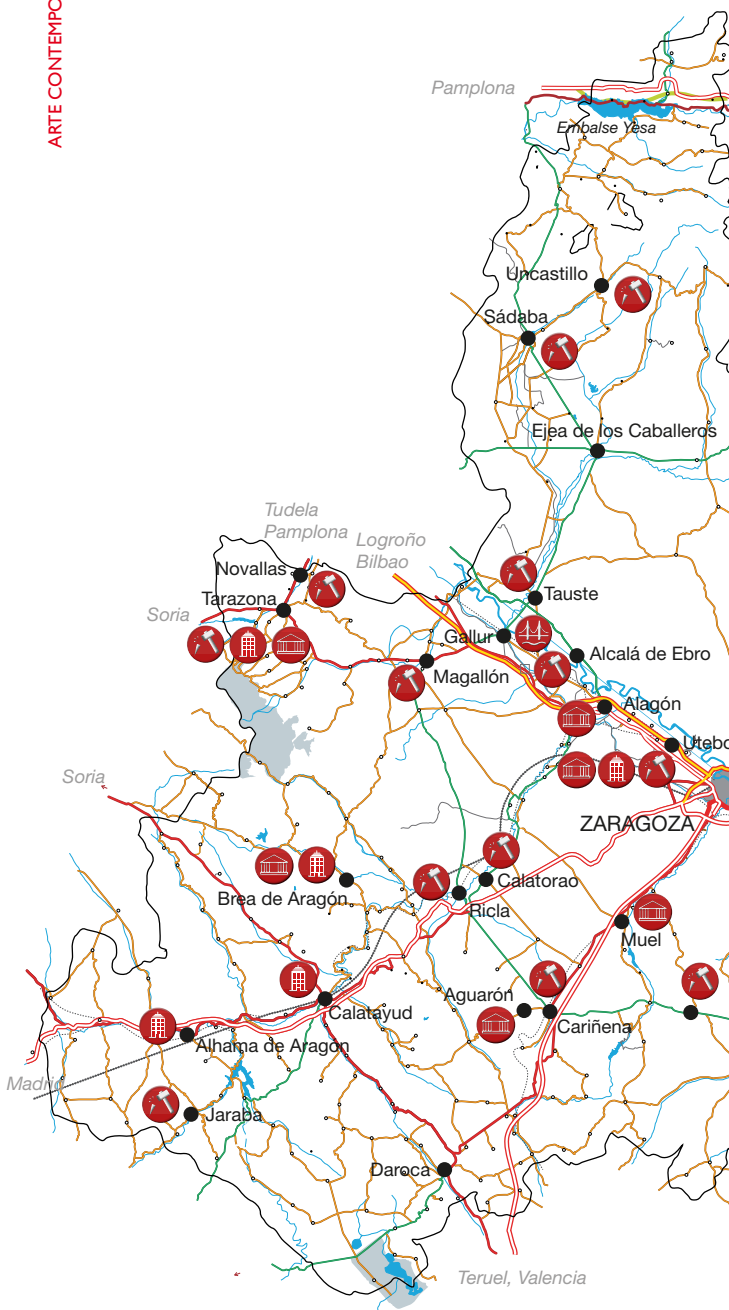 ARTE CONTEMPO
Pamplona
Embalse Yesa
Uncastillo
Sádaba
Ejea de los Caballeros
Tudela
Pamplona
Logroño
Bilbao
Novallas
Tarazona
Soria
Tauste
Gallur
Alcalá de Ebro
Magallón
Alagón
Utebo
Soria
ZARAGOZA
Brea de Aragón
Calatorao
Ricla
Muel
Calatayud
Aguarón
Cariñena
Alhama de Aragón
Madrid
Jaraba
Daroca
Teruel, Valencia